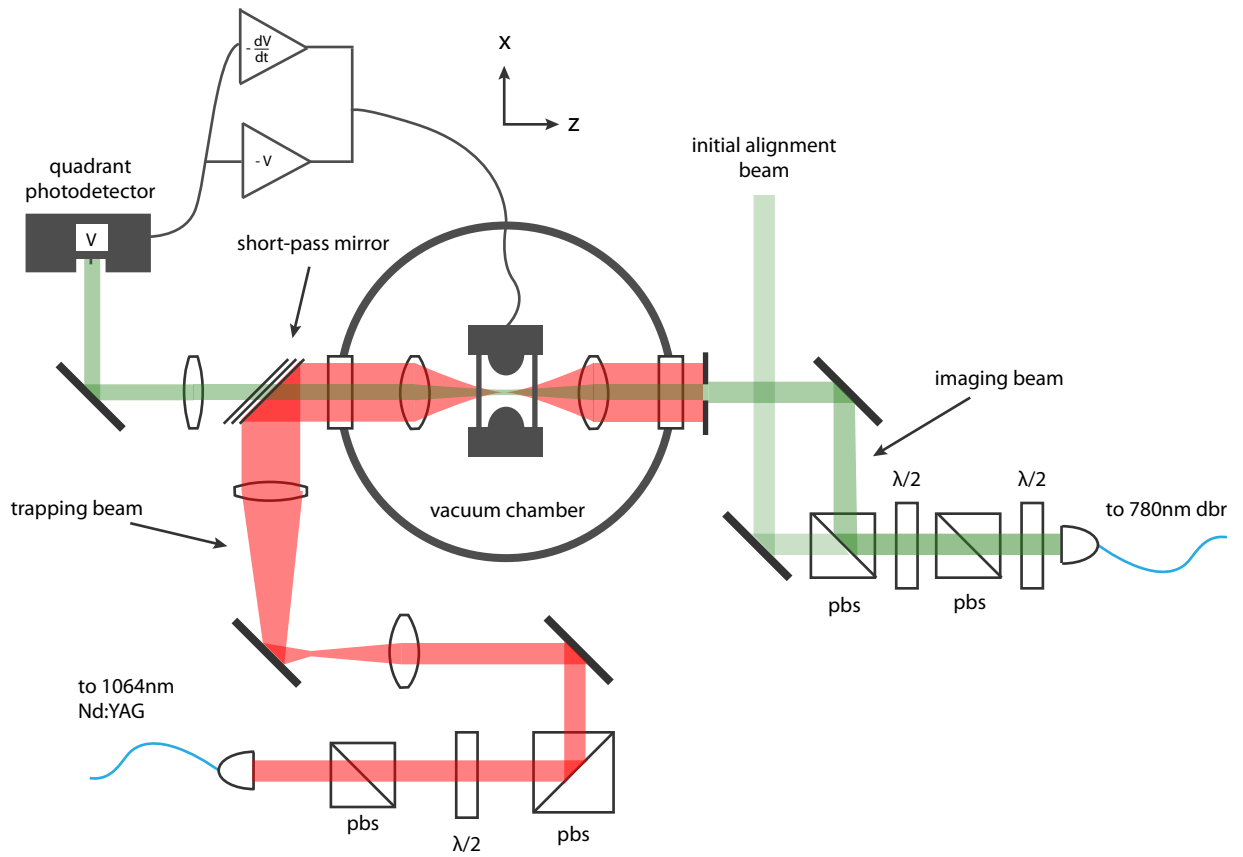 - dV
dt
- V
x
z
initial alignment
beam
quadrant
photodetector
V
short-pass mirror
imaging beam
λ/2
λ/2
trapping beam
vacuum chamber
to 780nm dbr
pbs
pbs
to 1064nm
Nd:YAG
pbs
λ/2
pbs